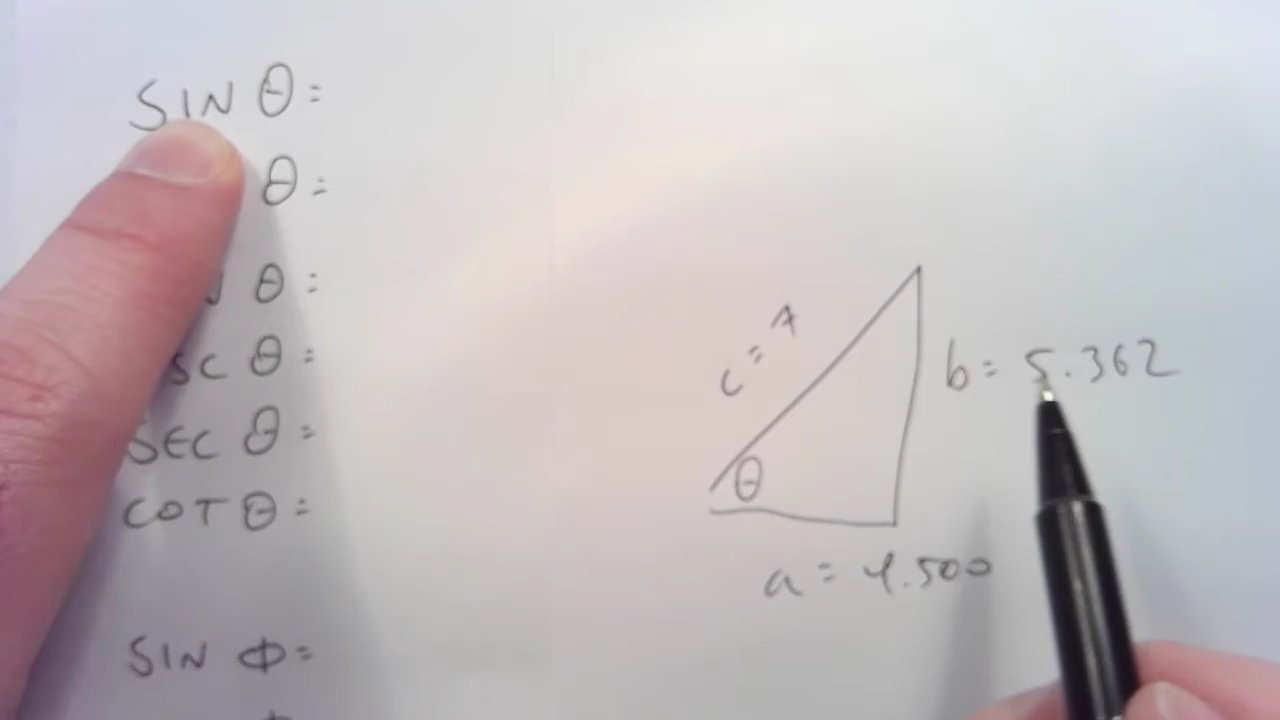 SIN θ=
θ=
θ=
SC θ=
SEC θ=
COT θ=
SIN Φ=
c = 7
b = 5.362
θ
a = 4.500